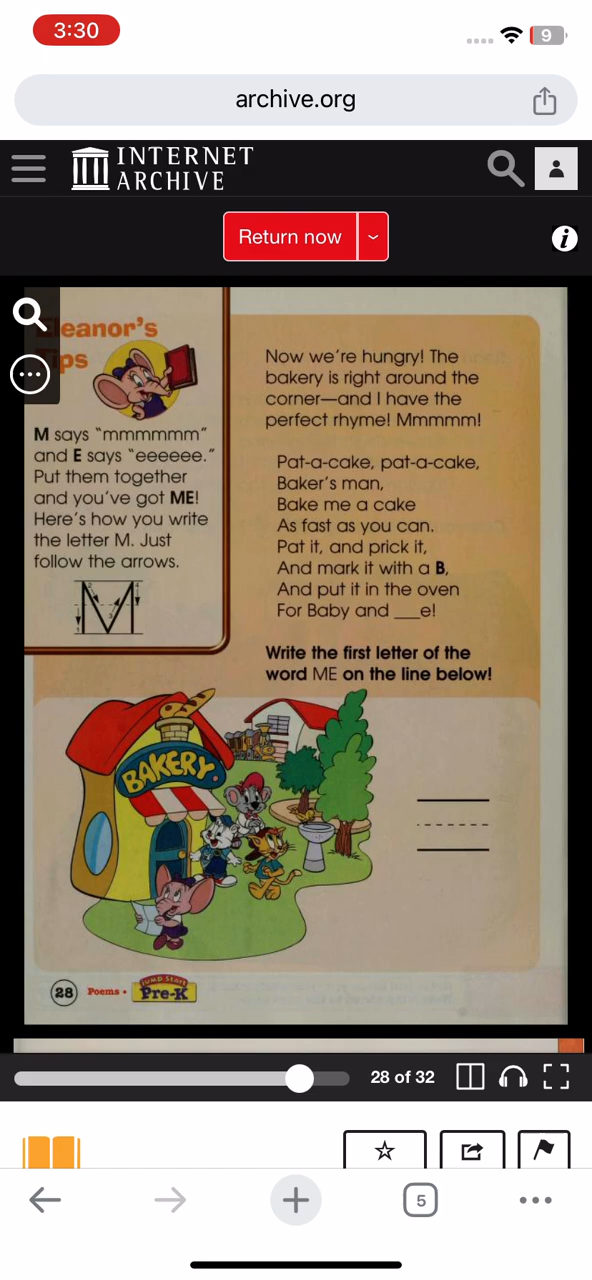 3:30
9
archive.org
INTERNET
ARCHIVE
Return now
i
Eleanor's
Tips
M says "mmmmmm"
and E says "eeeeee."
Put them together
and you've got ME!
Here's how you write
the letter M. Just
follow the arrows.
M
Now we're hungry! The
bakery is right around the
corner—and I have the
perfect rhyme! Mmmmm!
Pat-a-cake, pat-a-cake,
Baker's man,
Bake me a cake
As fast as you can.
Pat it, and prick it,
And mark it with a B,
And put it in the oven
For Baby and __e!
Write the first letter of the
word ME on the line below!
BAKERY
28
Poems •
Jump Start
Pre-K
28 of 32
5